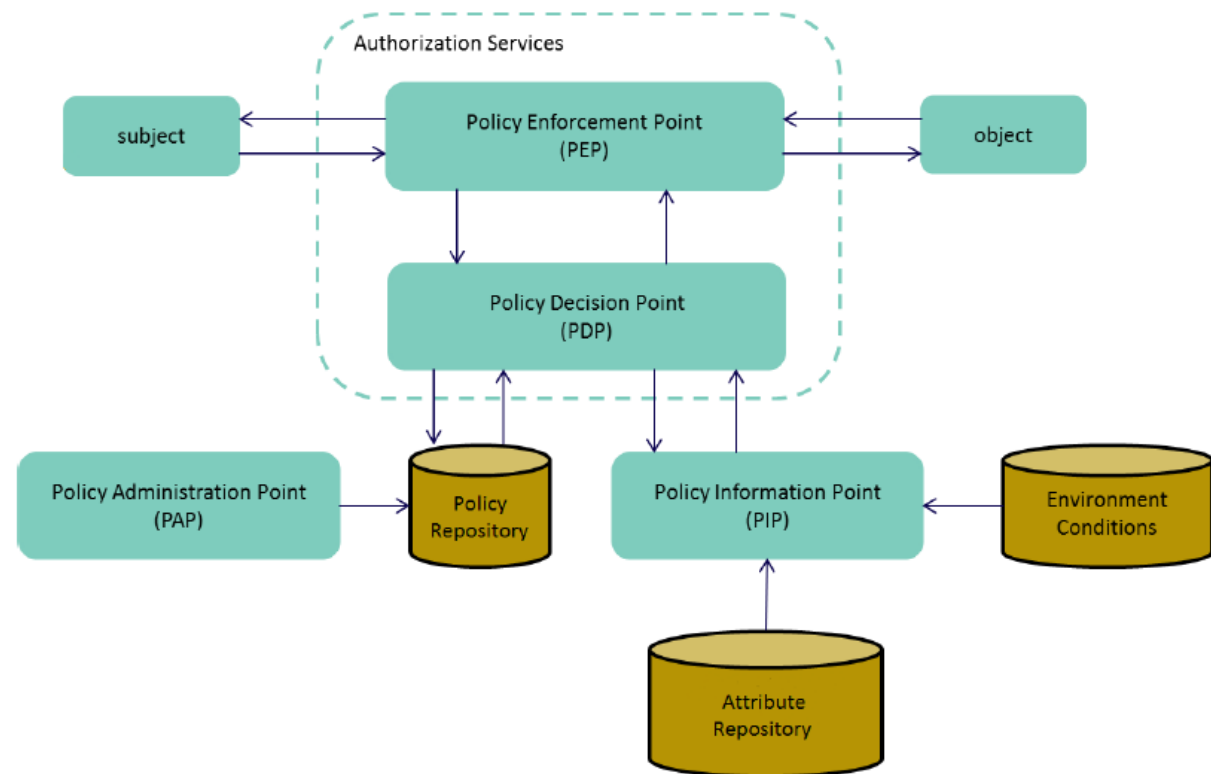 Authorization Services
subject
Policy Enforcement Point
(PEP)
object
Policy Decision Point
(PDP)
Policy Administration Point
(PAP)
Policy
Repository
Policy Information Point
(PIP)
Environment
Conditions
Attribute
Repository